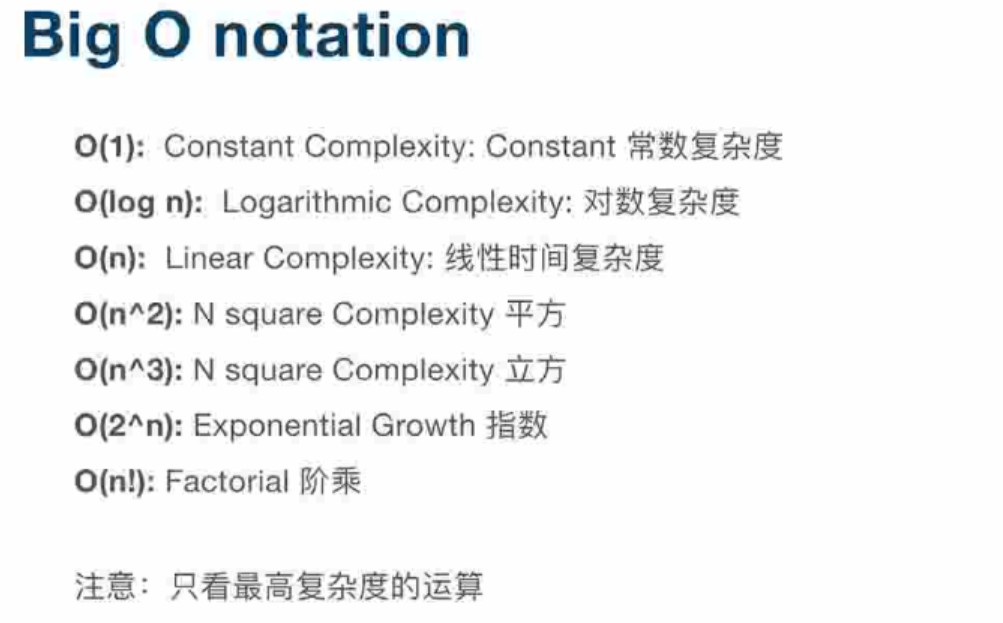 Big O notation
O(1): Constant Complexity: Constant 常数复杂度
O(log n): Logarithmic Complexity: 对数复杂度
O(n): Linear Complexity: 线性时间复杂度
O(n^2): N square Complexity 平方
O(n^3): N square Complexity 立方
O(2^n): Exponential Growth 指数
O(n!): Factorial 阶乘
注意：只看最高复杂度的运算